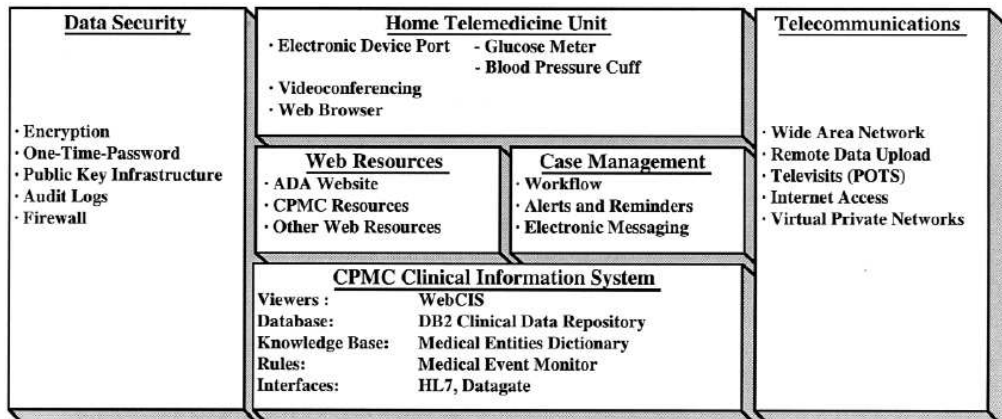 Data Security
· Encryption
· One-Time-Password
· Public Key Infrastructure
· Audit Logs
· Firewall
Home Telemedicine Unit
· Electronic Device Port - Glucose Meter
- Blood Pressure Cuff
· Videoconferencing
· Web Browser
Web Resources
· ADA Website
· CPMC Resources
· Other Web Resources
Case Management
· Workflow
· Alerts and Reminders
· Electronic Messaging
CPMC Clinical Information System
Viewers : WebCIS
Database: DB2 Clinical Data Repository
Knowledge Base: Medical Entities Dictionary
Rules: Medical Event Monitor
Interfaces: HL7, Datagate
Telecommunications
· Wide Area Network
· Remote Data Upload
· Televisits (POTS)
· Internet Access
· Virtual Private Networks